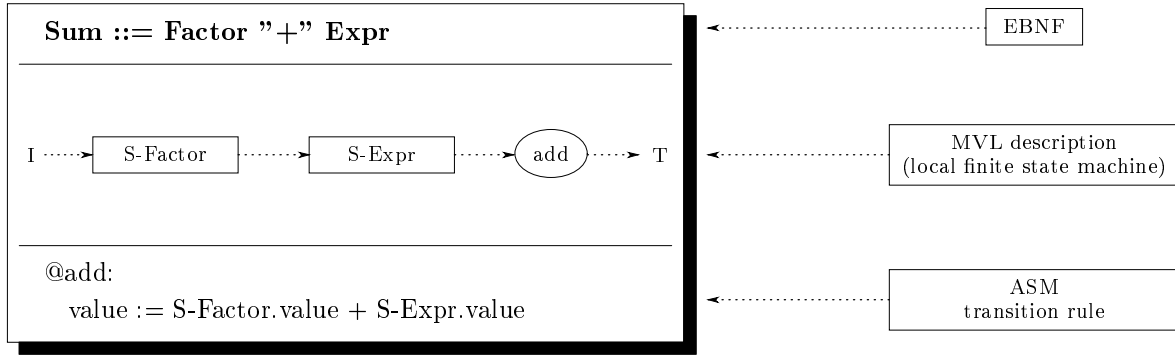 Sum ::= Factor ”+” Expr
EBNF
I S-Factor S-Expr add T
MVL description
(local finite state machine)
@add:
value := S-Factor.value + S-Expr.value
ASM
transition rule